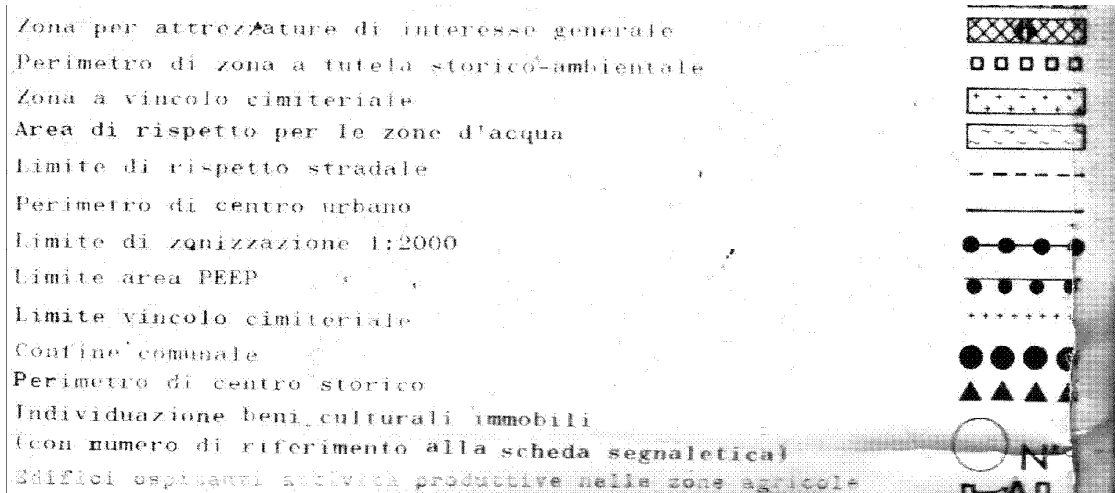 Zona per attrezzature di interesse generale
Perimetro di zona a tutela storico-ambientale
Zona a vincolo cimiteriale
Area di rispetto per le zone d'acqua
Limite di rispetto stradale
Perimetro di centro urbano
Limite di zonizzazione 1:2000
Limite area PEEP
Limite vincolo cimiteriale
Confine comunale
Perimetro di centro storico
Individuazione beni culturali immobili
(con numero di riferimento alla scheda segnaletica)
N°
Edifici ospitanti attività produttive nelle zone agricole